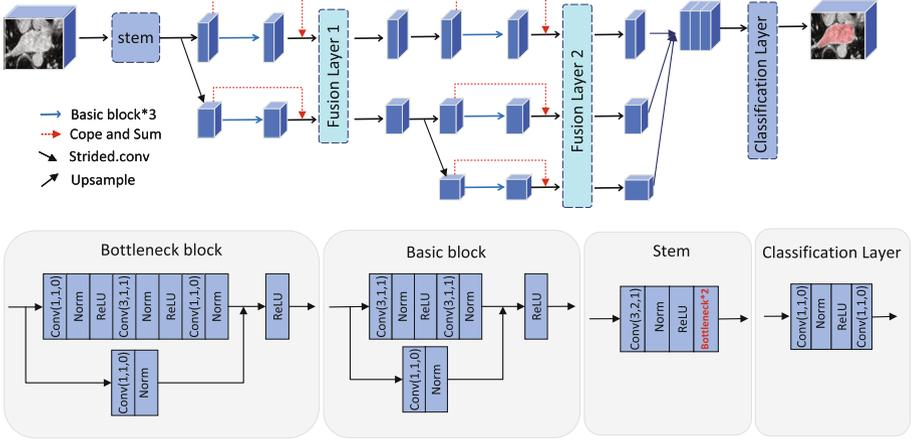 stem
Fusion Layer 1
Fusion Layer 2
Classification Layer
Basic block*3
Cope and Sum
Strided.conv
Upsample
Bottleneck block
Conv(1,1,0)
Norm
ReLU
Conv(3,1,1)
Norm
ReLU
Conv(1,1,0)
Norm
ReLU
Conv(1,1,0)
Norm
Basic block
Conv(3,1,1)
Norm
ReLU
Conv(3,1,1)
Norm
ReLU
Conv(1,1,0)
Norm
Stem
Conv(3,2,1)
Norm
ReLU
Bottleneck*2
Classification Layer
Conv(1,1,0)
Norm
ReLU
Conv(1,1,0)